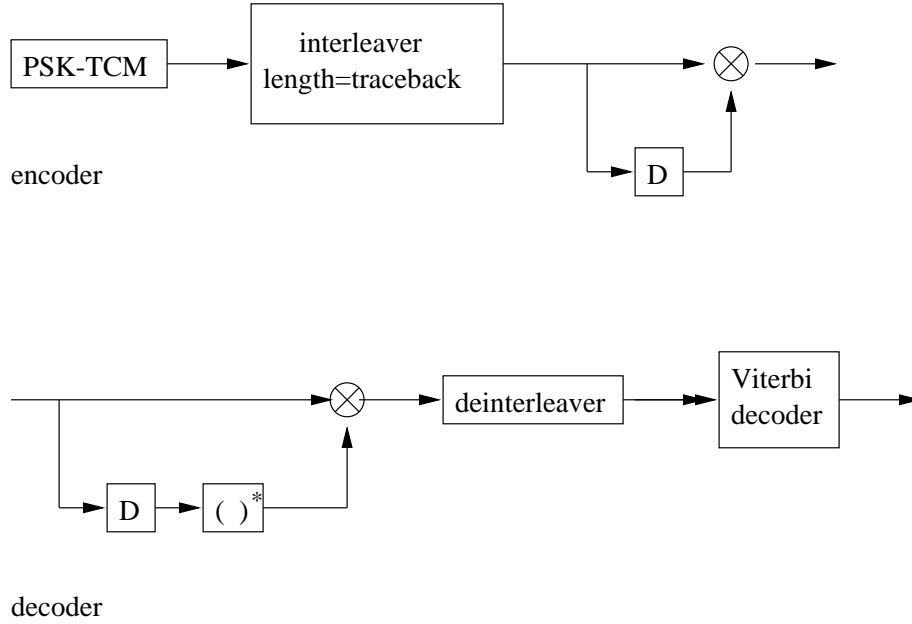 PSK-TCM
interleaver
length=traceback
D
encoder
deinterleaver
Viterbi
decoder
D
( )*
decoder